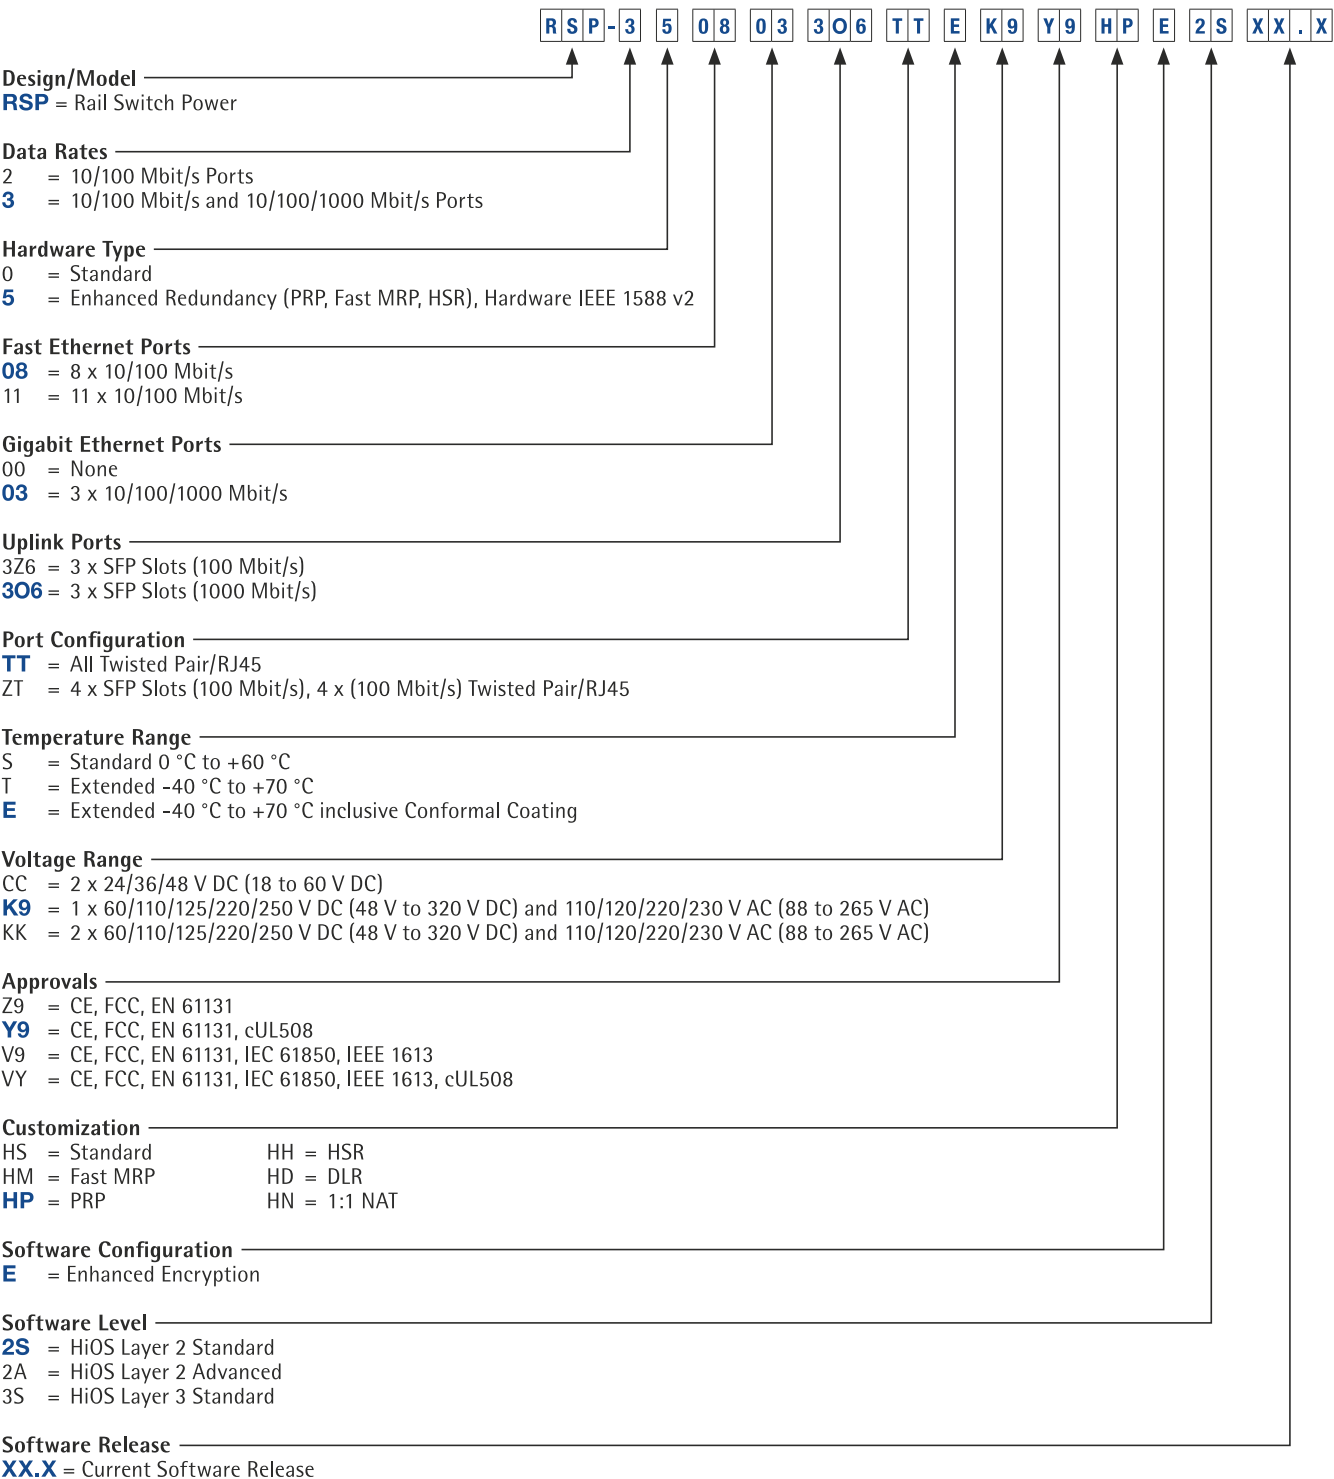 RSP-3 5 08 03 3O6 TT E K9 Y9 HP E 2S XX.X
Design/Model
RSP = Rail Switch Power
Data Rates
2 = 10/100 Mbit/s Ports
3 = 10/100 Mbit/s and 10/100/1000 Mbit/s Ports
Hardware Type
0 = Standard
5 = Enhanced Redundancy (PRP, Fast MRP, HSR), Hardware IEEE 1588 v2
Fast Ethernet Ports
08 = 8 x 10/100 Mbit/s
11 = 11 x 10/100 Mbit/s
Gigabit Ethernet Ports
00 = None
03 = 3 x 10/100/1000 Mbit/s
Uplink Ports
3Z6 = 3 x SFP Slots (100 Mbit/s)
3O6 = 3 x SFP Slots (1000 Mbit/s)
Port Configuration
TT = All Twisted Pair/RJ45
ZT = 4 x SFP Slots (100 Mbit/s), 4 x (100 Mbit/s) Twisted Pair/RJ45
Temperature Range
S = Standard 0 °C to +60 °C
T = Extended -40 °C to +70 °C
E = Extended -40 °C to +70 °C inclusive Conformal Coating
Voltage Range
CC = 2 x 24/36/48 V DC (18 to 60 V DC)
K9 = 1 x 60/110/125/220/250 V DC (48 V to 320 V DC) and 110/120/220/230 V AC (88 to 265 V AC)
KK = 2 x 60/110/125/220/250 V DC (48 V to 320 V DC) and 110/120/220/230 V AC (88 to 265 V AC)
Approvals
Z9 = CE, FCC, EN 61131
Y9 = CE, FCC, EN 61131, cUL508
V9 = CE, FCC, EN 61131, IEC 61850, IEEE 1613
VY = CE, FCC, EN 61131, IEC 61850, IEEE 1613, cUL508
Customization
HS = Standard HH = HSR
HM = Fast MRP HD = DLR
HP = PRP HN = 1:1 NAT
Software Configuration
E = Enhanced Encryption
Software Level
2S = HiOS Layer 2 Standard
2A = HiOS Layer 2 Advanced
3S = HiOS Layer 3 Standard
Software Release
XX.X = Current Software Release